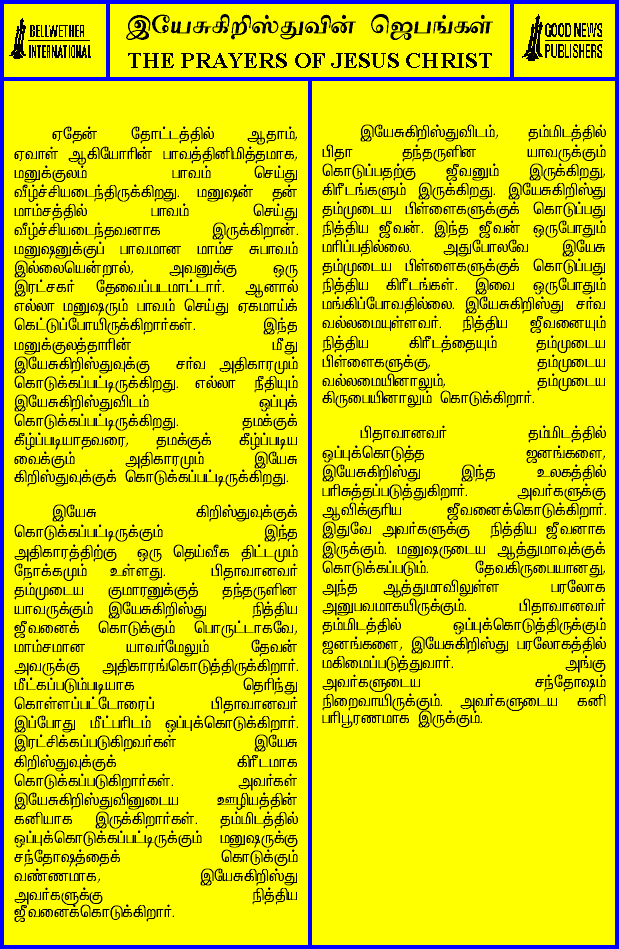 BELLWETHER
INTERNATIONAL
இயேசுகிறிஸ்துவின் ஜெபங்கள்
THE PRAYERS OF JESUS CHRIST
GOOD NEWS
PUBLISHERS
ஏதேன் தோட்டத்தில் ஆதாம்,
ஏவாள் ஆகியோரின் பாவத்தினிமித்தமாக,
மனுக்குலம் பாவம் செய்து
வீழ்ச்சியடைந்திருக்கிறது. மனுஷன் தன்
மாம்சத்தில் பாவம் செய்து
வீழ்ச்சியடைந்தவனாக இருக்கிறான்.
மனுஷனுக்குப் பாவமான மாம்ச சுபாவம்
இல்லையென்றால், அவனுக்கு ஒரு
இரட்சகர் தேவைப்படமாட்டார். ஆனால்
எல்லா மனுஷரும் பாவம் செய்து ஏகமாய்க்
கெட்டுப்போயிருக்கிறார்கள். இந்த
மனுக்குலத்தாரின் மீது
இயேசுகிறிஸ்துவுக்கு சர்வ அதிகாரமும்
கொடுக்கப்பட்டிருக்கிறது. எல்லா நீதியும்
இயேசுகிறிஸ்துவிடம் ஒப்புக்
கொடுக்கப்பட்டிருக்கிறது. தமக்குக்
கீழ்ப்படியாதவரை, தமக்குக் கீழ்ப்படிய
வைக்கும் அதிகாரமும் இயேசு
கிறிஸ்துவுக்குக் கொடுக்கப்பட்டிருக்கிறது.
இயேசு கிறிஸ்துவுக்குக்
கொடுக்கப்பட்டிருக்கும் இந்த
அதிகாரத்திற்கு ஒரு தெய்வீக திட்டமும்
நோக்கமும் உள்ளது. பிதாவானவர்
தம்முடைய குமாரனுக்குத் தந்தருளின
யாவருக்கும் இயேசுகிறிஸ்து நித்திய
ஜீவனைக் கொடுக்கும் பொருட்டாகவே,
மாம்சமான யாவர்மேலும் தேவன்
அவருக்கு அதிகாரங்கொடுத்திருக்கிறார்.
மீட்கப்படும்படியாக தெரிந்து
கொள்ளப்பட்டோரைப் பிதாவானவர்
இப்போது மீட்பரிடம் ஒப்புக்கொடுக்கிறார்.
இரட்சிக்கப்படுகிறவர்கள் இயேசு
கிறிஸ்துவுக்குக் கிரீடமாக
கொடுக்கப்படுகிறார்கள். அவர்கள்
இயேசுகிறிஸ்துவினுடைய ஊழியத்தின்
கனியாக இருக்கிறார்கள். தம்மிடத்தில்
ஒப்புக்கொடுக்கப்பட்டிருக்கும் மனுஷருக்கு
சந்தோஷத்தைக் கொடுக்கும்
வண்ணமாக, இயேசுகிறிஸ்து
அவர்களுக்கு நித்திய
ஜீவனைக்கொடுக்கிறார்.
இயேசுகிறிஸ்துவிடம், தம்மிடத்தில்
பிதா தந்தருளின யாவருக்கும்
கொடுப்பதற்கு ஜீவனும் இருக்கிறது,
கிரீடங்களும் இருக்கிறது. இயேசுகிறிஸ்து
தம்முடைய பிள்ளைகளுக்குக் கொடுப்பது
நித்திய ஜீவன். இந்த ஜீவன் ஒருபோதும்
மரிப்பதில்லை. அதுபோலவே இயேசு
தம்முடைய பிள்ளைகளுக்குக் கொடுப்பது
நித்திய கிரீடங்கள். இவை ஒருபோதும்
மங்கிப்போவதில்லை. இயேசுகிறிஸ்து சர்வ
வல்லமையுள்ளவர். நித்திய ஜீவனையும்
நித்திய கிரீடத்தையும் தம்முடைய
பிள்ளைகளுக்கு, தம்முடைய
வல்லமையினாலும், தம்முடைய
கிருபையினாலும் கொடுக்கிறார்.
பிதாவானவர் தம்மிடத்தில்
ஒப்புக்கொடுத்த ஜனங்களை,
இயேசுகிறிஸ்து இந்த உலகத்தில்
பரிசுத்தப்படுத்துகிறார். அவர்களுக்கு
ஆவிக்குரிய ஜீவனைக்கொடுக்கிறார்.
இதுவே அவர்களுக்கு நித்திய ஜீவனாக
இருக்கும். மனுஷருடைய ஆத்துமாவுக்குக்
கொடுக்கப்படும். தேவகிருபையானது,
அந்த ஆத்துமாவிலுள்ள பரலோக
அனுபவமாகயிருக்கும். பிதாவானவர்
தம்மிடத்தில் ஒப்புக்கொடுத்திருக்கும்
ஜனங்களை, இயேசுகிறிஸ்து பரலோகத்தில்
மகிமைப்படுத்துவார். அங்கு
அவர்களுடைய சந்தோஷம்
நிறைவாயிருக்கும். அவர்களுடைய கனி
பரிபூரணமாக இருக்கும்.